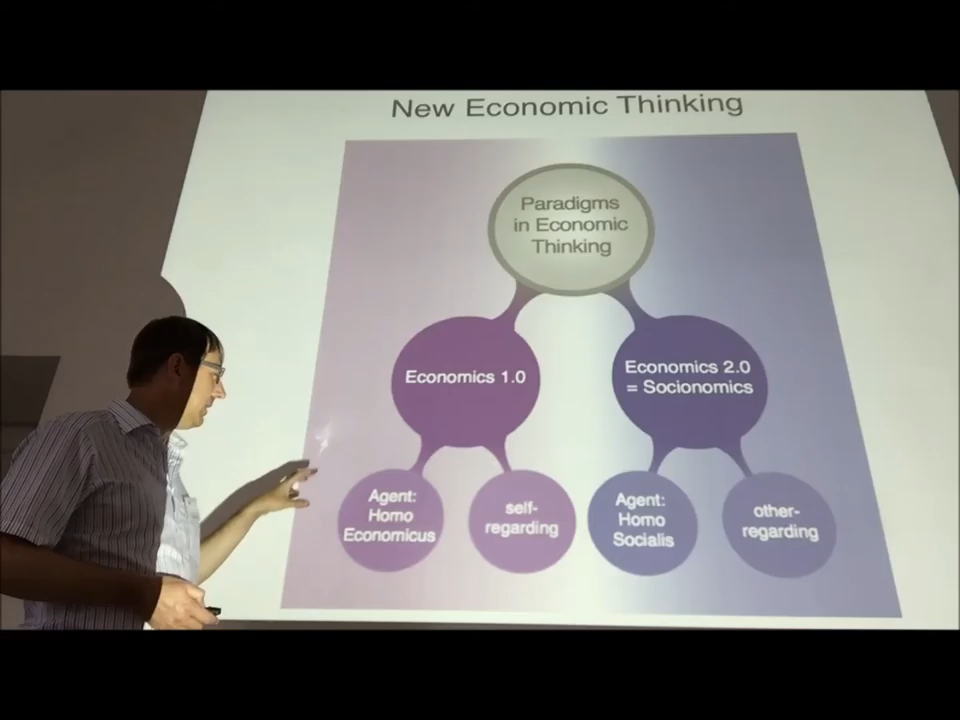 New Economic Thinking
Paradigms
in Economic
Thinking
Economics 1.0
Economics 2.0
= Socionomics
Agent:
Homo
Economicus
self-
regarding
Agent:
Homo
Socialis
other-
regarding